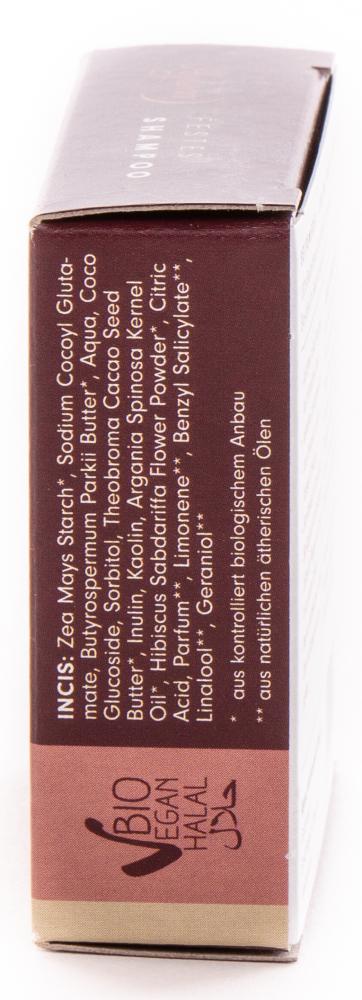 FESTES
SHAMPOO
INCIS: Zea Mays Starch*, Sodium Cocoyl Gluta-
mate, Butyrospermum Parkii Butter*, Aqua, Coco
Glucoside, Sorbitol, Theobroma Cacao Seed
Butter*, Inulin, Kaolin, Argania Spinosa Kernel
Oil*, Hibiscus Sabdariffa Flower Powder*, Citric
Acid, Parfum**, Limonene**, Benzyl Salicylate**,
Linalool**, Geraniol**
* aus kontrolliert biologischem Anbau
** aus natürlichen ätherischen Ölen
BIO
VEGAN
HALAL
حلال